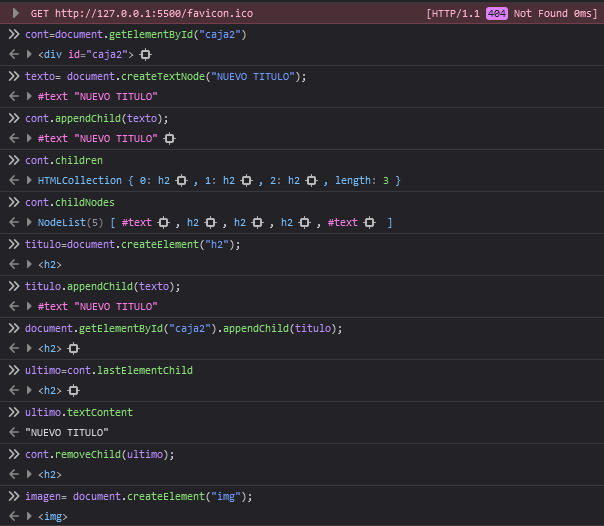 GET http://127.0.0.1:5500/favicon.ico [HTTP/1.1 404 Not Found 0ms]
cont=document.getElementById("caja2")
<div id="caja2">
texto= document.createTextNode("NUEVO TITULO");
#text "NUEVO TITULO"
cont.appendChild(texto);
#text "NUEVO TITULO"
cont.children
HTMLCollection { 0: h2, 1: h2, 2: h2, length: 3 }
cont.childNodes
NodeList(5) [ #text, h2, h2, h2, #text ]
titulo=document.createElement("h2");
<h2>
titulo.appendChild(texto);
#text "NUEVO TITULO"
document.getElementById("caja2").appendChild(titulo);
<h2>
ultimo=cont.lastElementChild
<h2>
ultimo.textContent
"NUEVO TITULO"
cont.removeChild(ultimo);
<h2>
imagen= document.createElement("img");
<img>